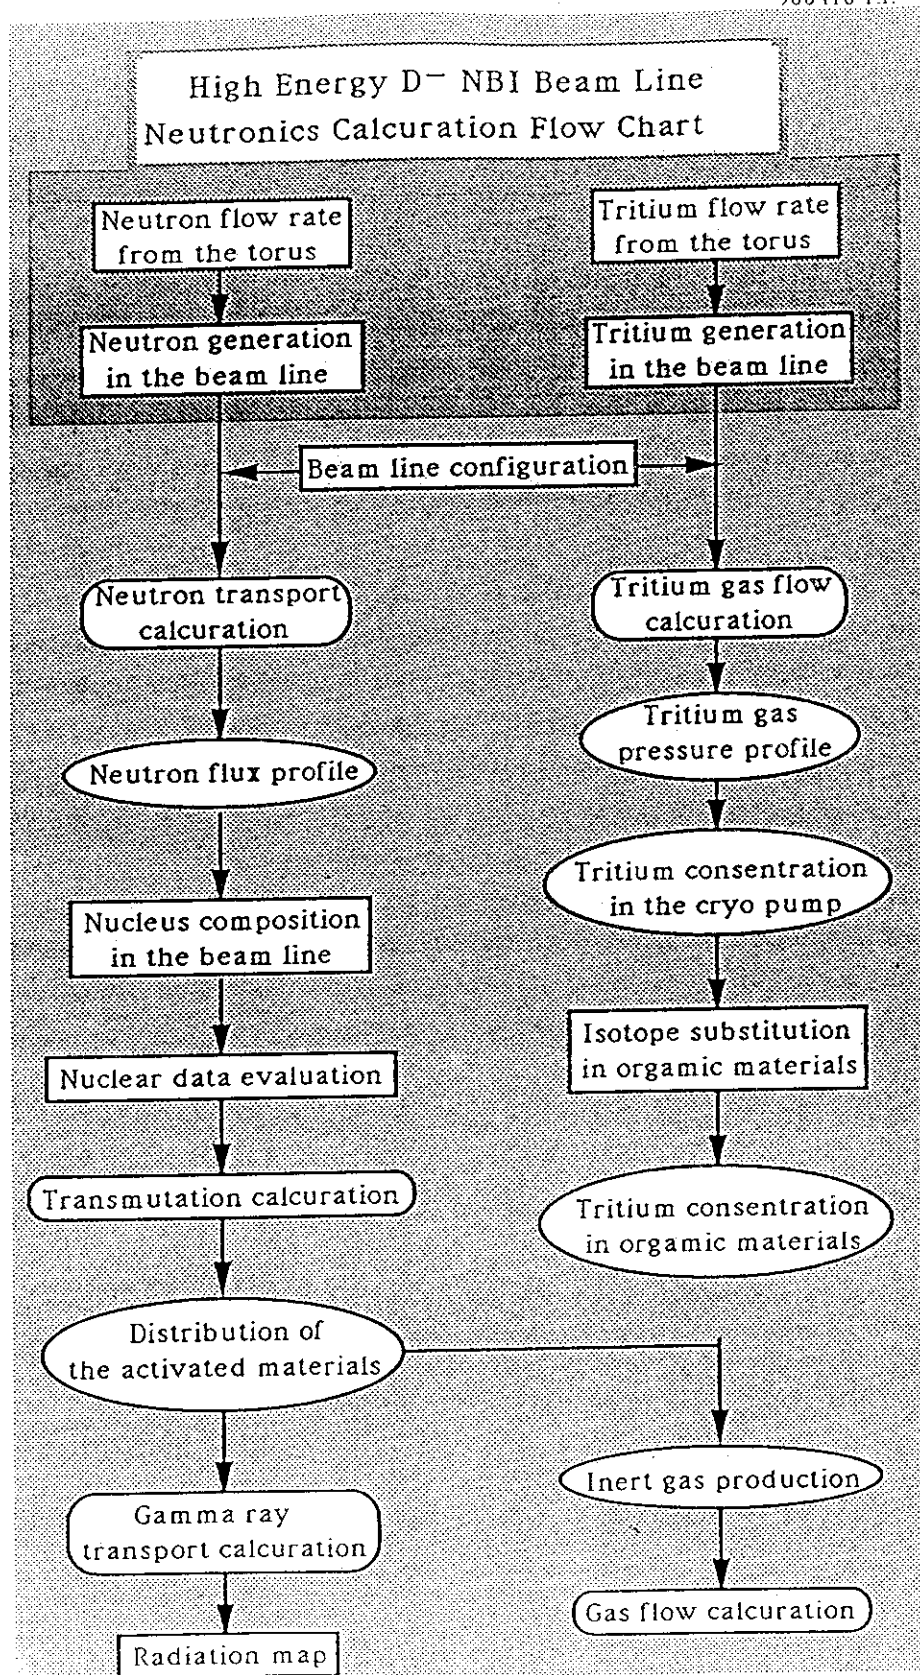 High Energy D− NBI Beam Line
Neutronics Calcuration Flow Chart
Neutron flow rate
from the torus
Tritium flow rate
from the torus
Neutron generation
in the beam line
Tritium generation
in the beam line
Beam line configuration
Neutron transport
calcuration
Tritium gas flow
calcuration
Neutron flux profile
Tritium gas
pressure profile
Tritium consentration
in the cryo pump
Nucleus composition
in the beam line
Isotope substitution
in orgamic materials
Nuclear data evaluation
Transmutation calcuration
Tritium consentration
in orgamic materials
Distribution of
the activated materials
Inert gas production
Gamma ray
transport calcuration
Gas flow calcuration
Radiation map